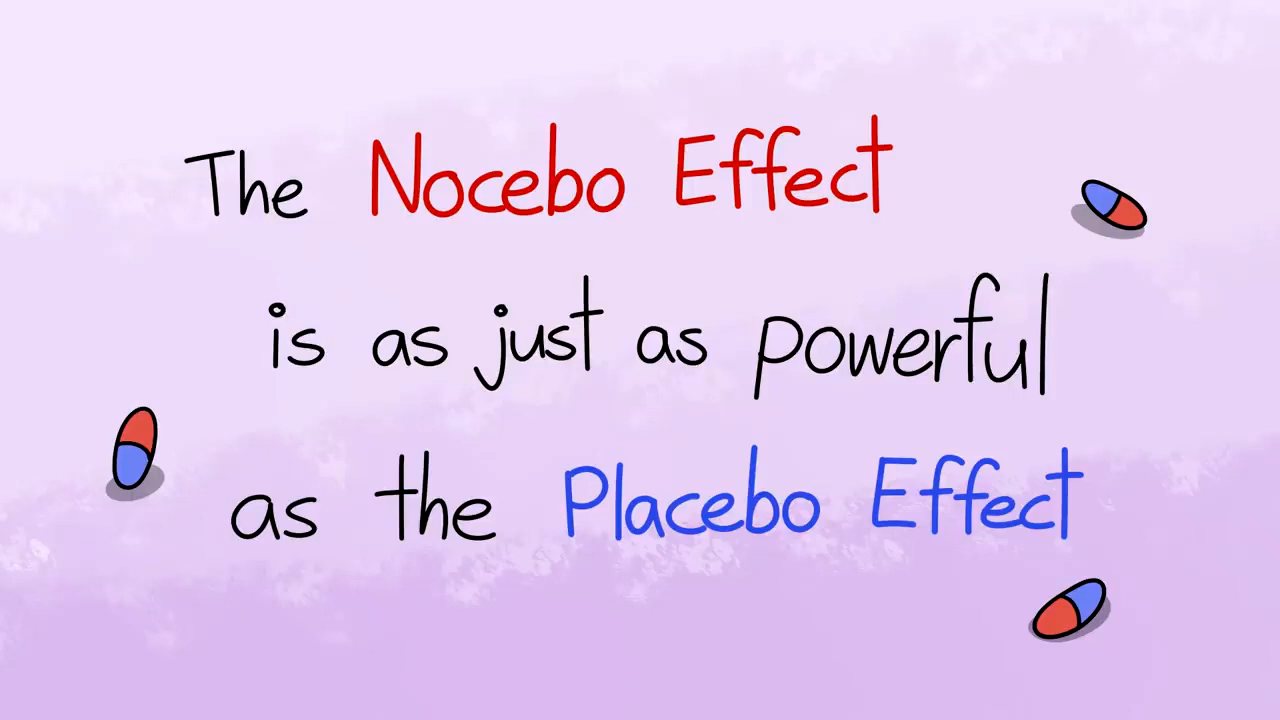 The Nocebo Effect
is as just as powerful
as the Placebo Effect